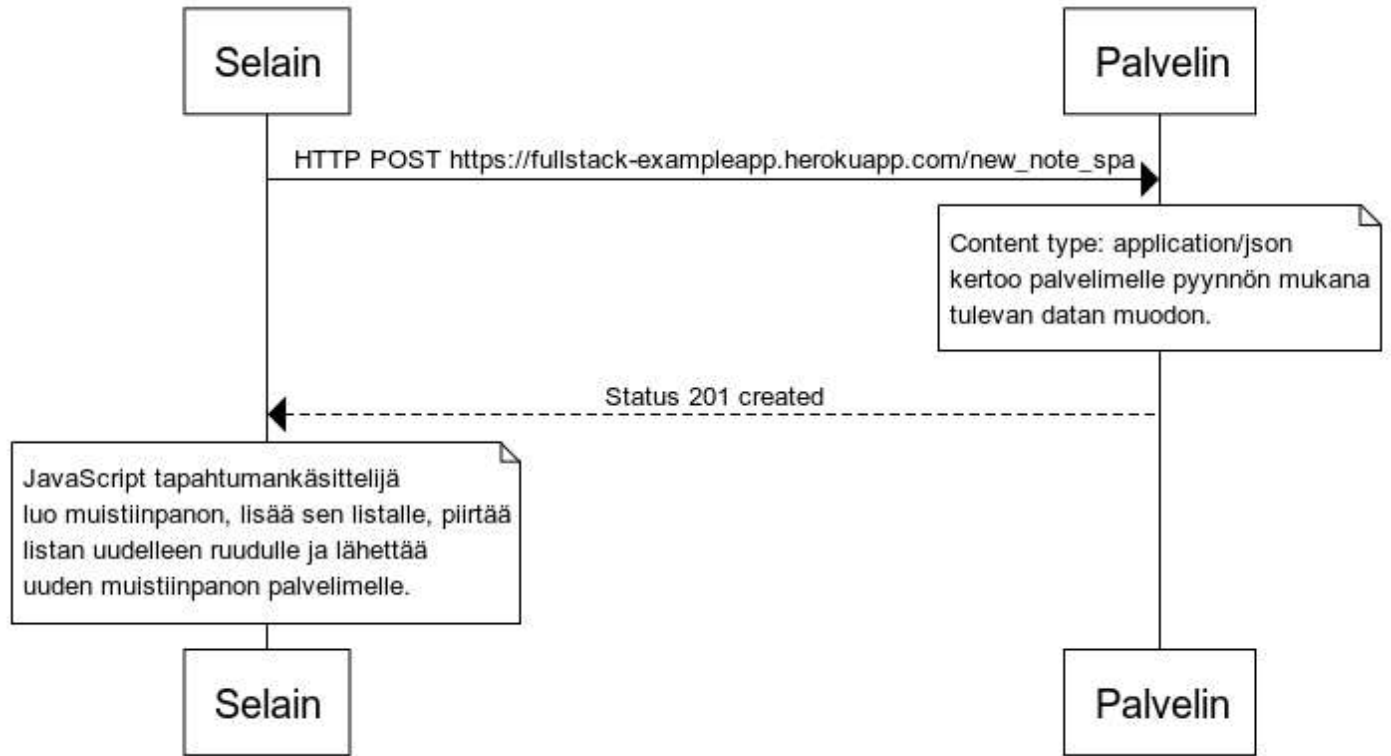 Selain
Palvelin
HTTP POST https://fullstack-exampleapp.herokuapp.com/new_note_spa
Content type: application/json
kertoo palvelimelle pyynnön mukana
tulevan datan muodon.
Status 201 created
JavaScript tapahtumankäsittelijä
luo muistiinpanon, lisää sen listalle, piirtää
listan uudelleen ruudulle ja lähettää
uuden muistiinpanon palvelimelle.
Selain
Palvelin